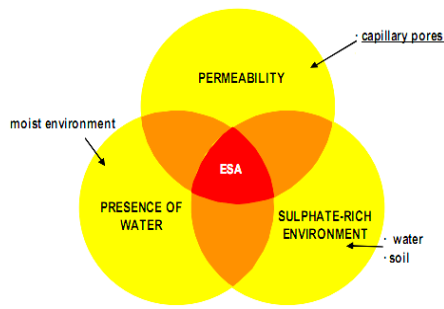 · capillary pores
PERMEABILITY
moist environment
ESA
PRESENCE OF
WATER
SULPHATE-RICH
ENVIRONMENT
· water
· soil